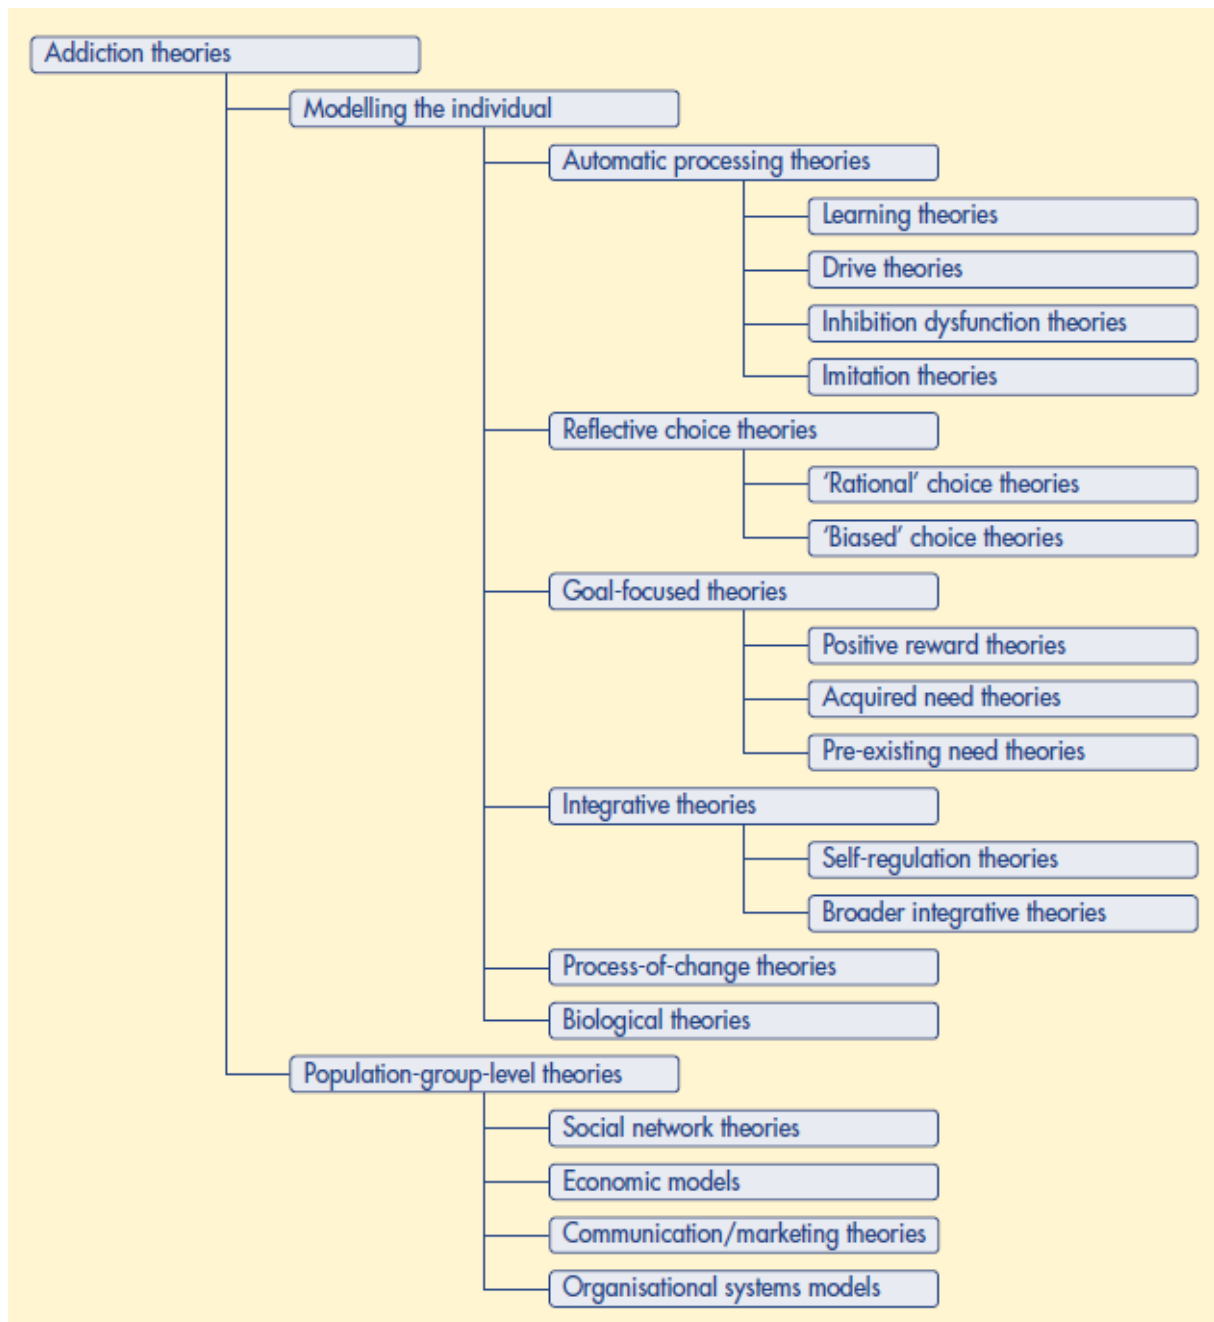 Addiction theories
Modelling the individual
Automatic processing theories
Learning theories
Drive theories
Inhibition dysfunction theories
Imitation theories
Reflective choice theories
‘Rational’ choice theories
‘Biased’ choice theories
Goal-focused theories
Positive reward theories
Acquired need theories
Pre-existing need theories
Integrative theories
Self-regulation theories
Broader integrative theories
Process-of-change theories
Biological theories
Population-group-level theories
Social network theories
Economic models
Communication/marketing theories
Organisational systems models